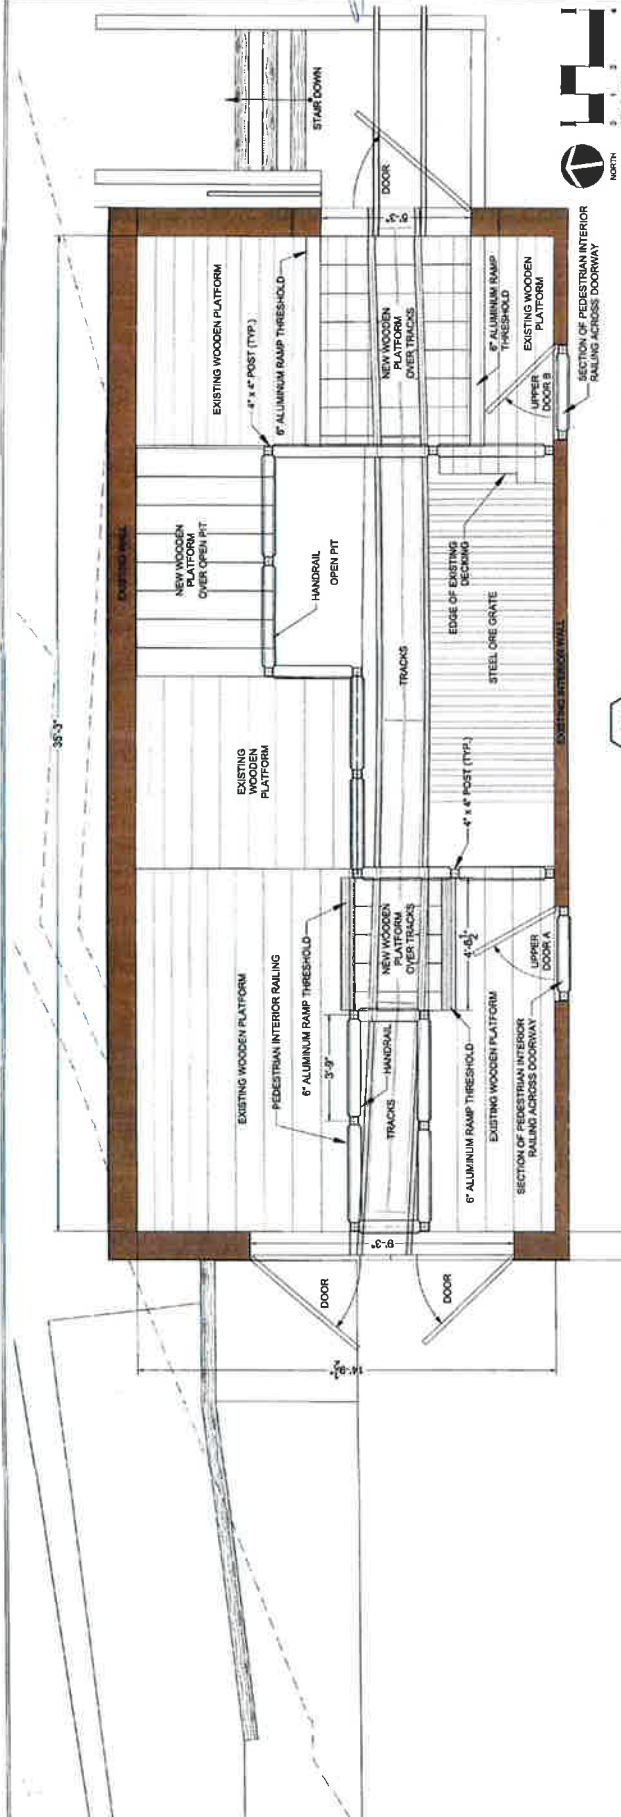 STAIR DOWN
DOOR
5'-3"
EXISTING WOODEN PLATFORM
4" x 4" POST (TYP.)
6" ALUMINUM RAMP THRESHOLD
NEW WOODEN
PLATFORM
OVER TRACKS
6" ALUMINUM RAMP
THRESHOLD
EXISTING WOODEN
PLATFORM
UPPER
DOOR B
SECTION OF PEDESTRIAN INTERIOR
RAILING ACROSS DOORWAY
NORTH
EXISTING WALL
NEW WOODEN
PLATFORM
OVER OPEN PIT
HANDRAIL
OPEN PIT
TRACKS
EDGE OF EXISTING
DECKING
STEEL ORE GRATE
EXISTING INTERIOR WALL
35'-3"
EXISTING
WOODEN
PLATFORM
4" x 4" POST (TYP.)
EXISTING WOODEN PLATFORM
PEDESTRIAN INTERIOR RAILING
6" ALUMINUM RAMP THRESHOLD
3'-9"
HANDRAIL
TRACKS
NEW WOODEN
PLATFORM
OVER TRACKS
UPPER
DOOR A
6" ALUMINUM RAMP THRESHOLD
EXISTING WOODEN PLATFORM
SECTION OF PEDESTRIAN INTERIOR
RAILING ACROSS DOORWAY
9'-3"
DOOR
DOOR